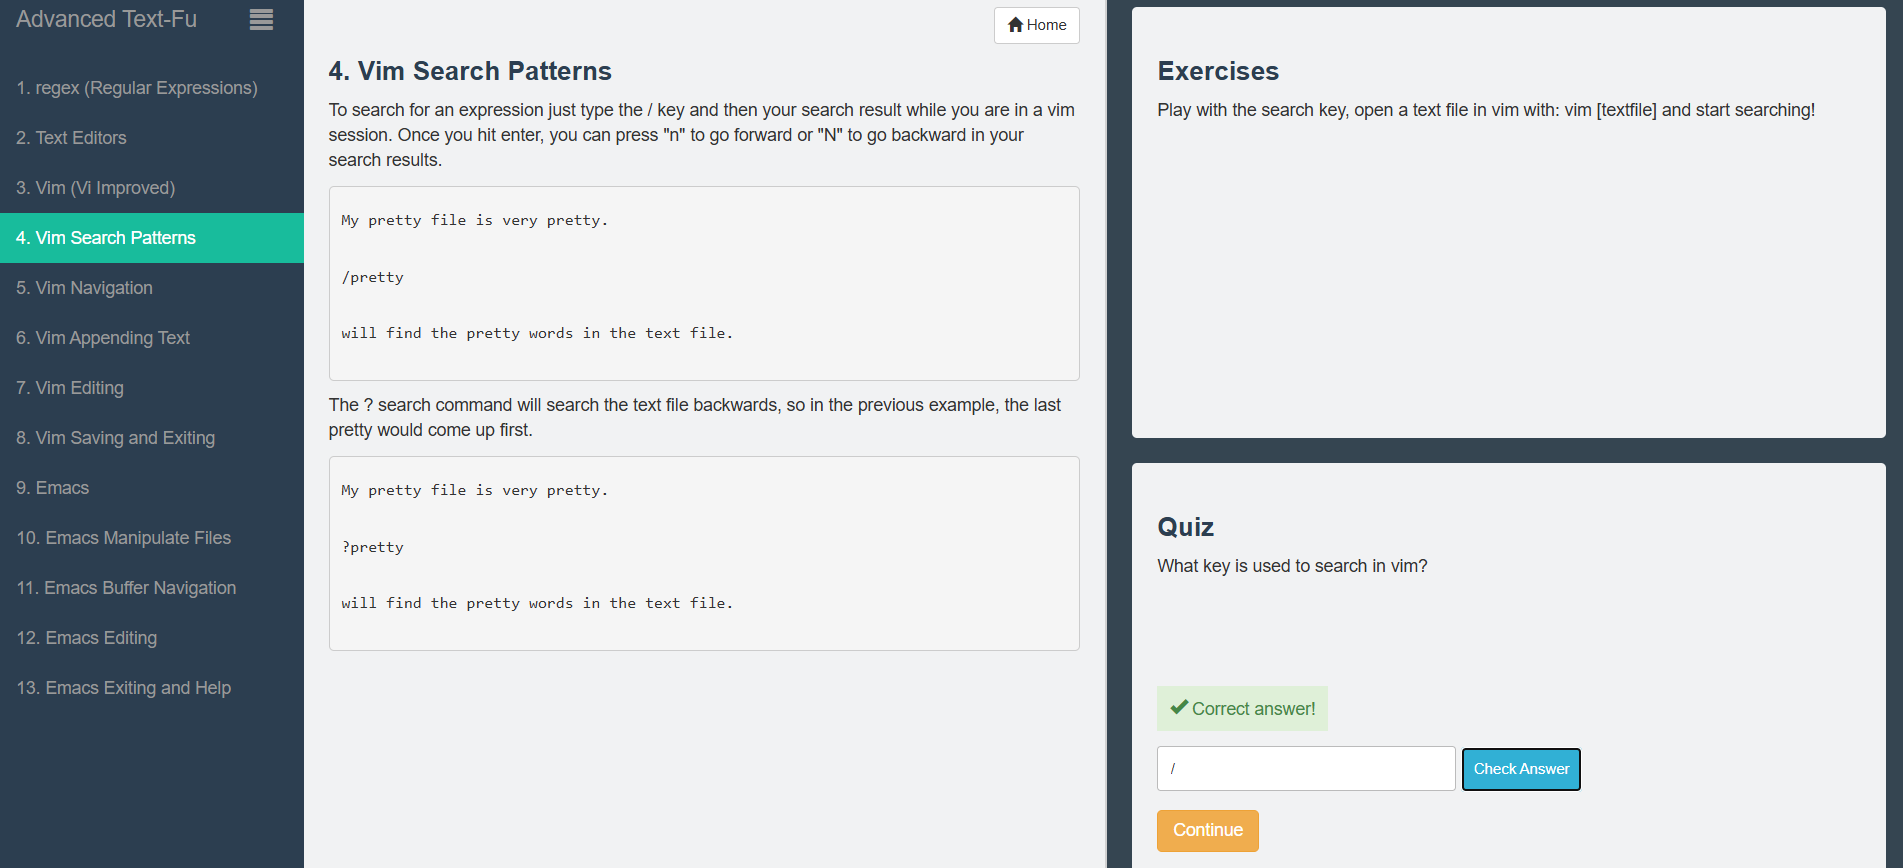 Advanced Text-Fu
1. regex (Regular Expressions)
2. Text Editors
3. Vim (Vi Improved)
4. Vim Search Patterns
5. Vim Navigation
6. Vim Appending Text
7. Vim Editing
8. Vim Saving and Exiting
9. Emacs
10. Emacs Manipulate Files
11. Emacs Buffer Navigation
12. Emacs Editing
13. Emacs Exiting and Help
Home
4. Vim Search Patterns
To search for an expression just type the / key and then your search result while you are in a vim
session. Once you hit enter, you can press "n" to go forward or "N" to go backward in your
search results.
My pretty file is very pretty.
/pretty
will find the pretty words in the text file.
The ? search command will search the text file backwards, so in the previous example, the last
pretty would come up first.
My pretty file is very pretty.
?pretty
will find the pretty words in the text file.
Exercises
Play with the search key, open a text file in vim with: vim [textfile] and start searching!
Quiz
What key is used to search in vim?
Correct answer!
/
Check Answer
Continue